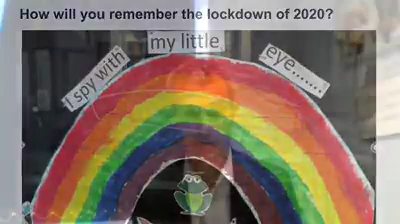 How will you remember the lockdown of 2020?
I spy with
my little
eye.......